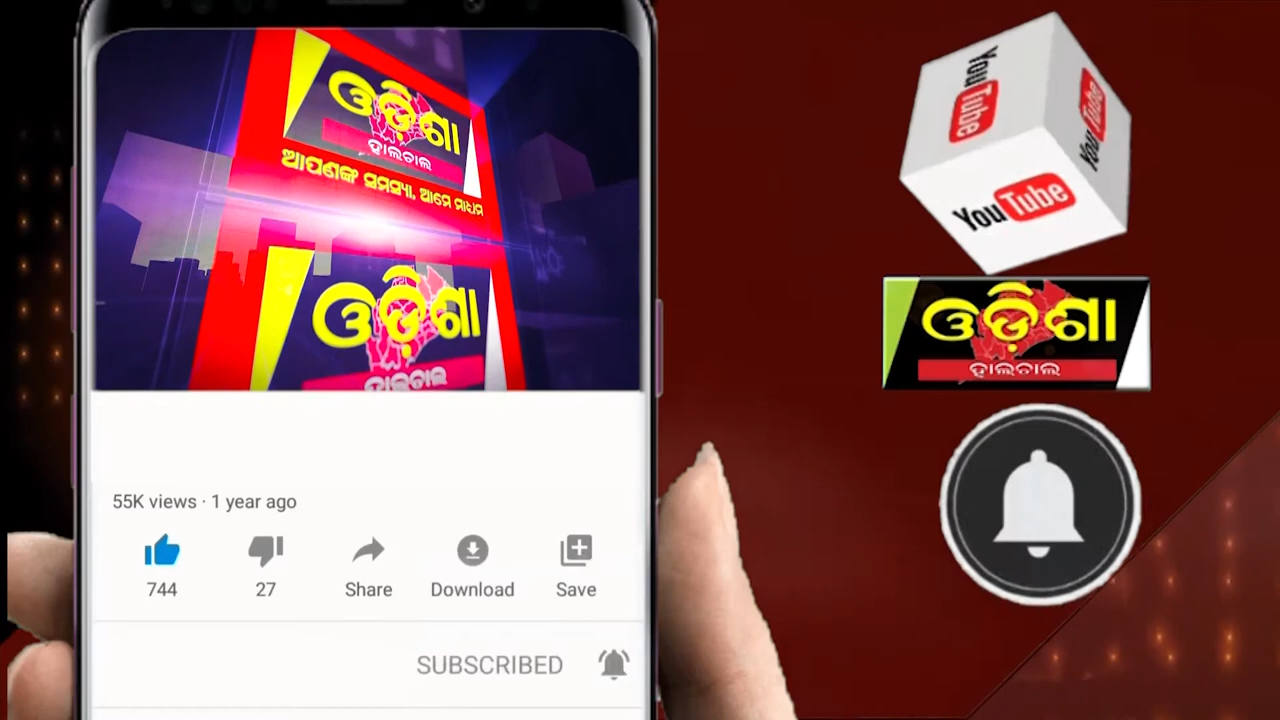 ଓଡ଼ିଶା
ହାଲଚାଲ
ଆପଣଙ୍କ ସମସ୍ୟା, ଆମେ ମାଧ୍ୟମ
ଓଡ଼ିଶା
ହାଲଚାଲ
55K views · 1 year ago
744
27
Share
Download
Save
SUBSCRIBED
YouTube
YouTube
YouTube
ଓଡ଼ିଶା
ହାଲଚାଲ